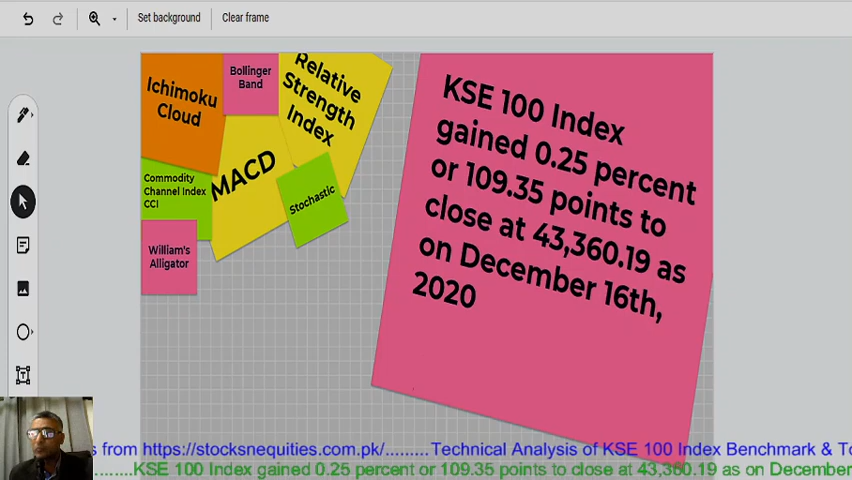 Set background
Clear frame
Ichimoku
Cloud
Bollinger
Band
Relative
Strength
Index
MACD
Commodity
Channel Index
CCI
Stochastic
William's
Alligator
KSE 100 Index
gained 0.25 percent
or 109.35 points to
close at 43,360.19 as
on December 16th,
2020
s from https://stocksnequities.com.pk/.........Technical Analysis of KSE 100 Index Benchmark & To
.........KSE 100 Index gained 0.25 percent or 109.35 points to close at 43,360.19 as on December